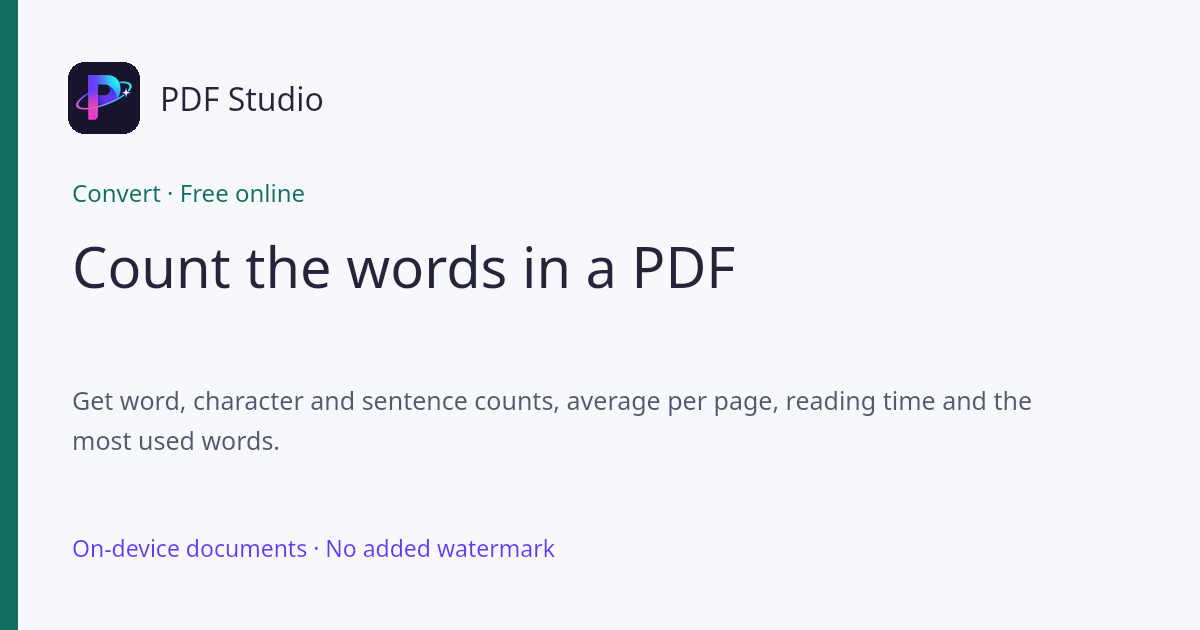 PDF Studio
Convert · Free online
Count the words in a PDF
Get word, character and sentence counts, average per page, reading time and the
most used words.
On-device documents · No added watermark